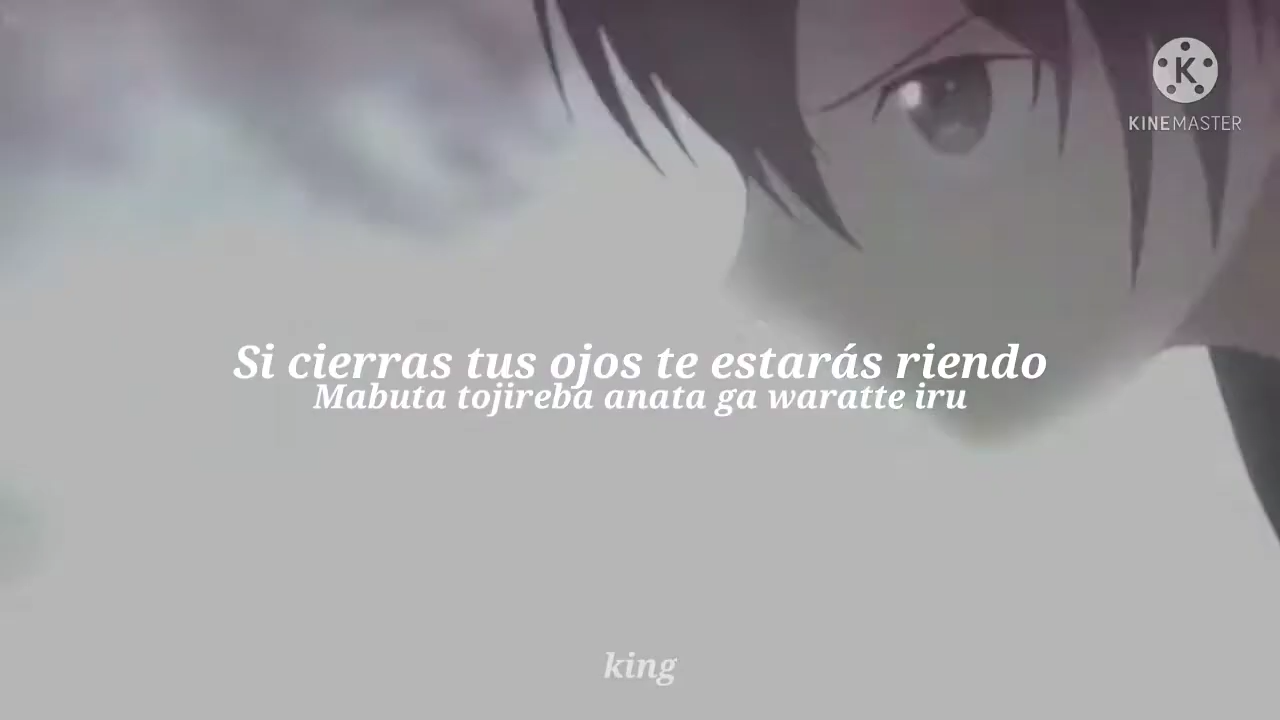 KINEMASTER
Si cierras tus ojos te estarás riendo
Mabuta tojireba anata ga waratte iru
king